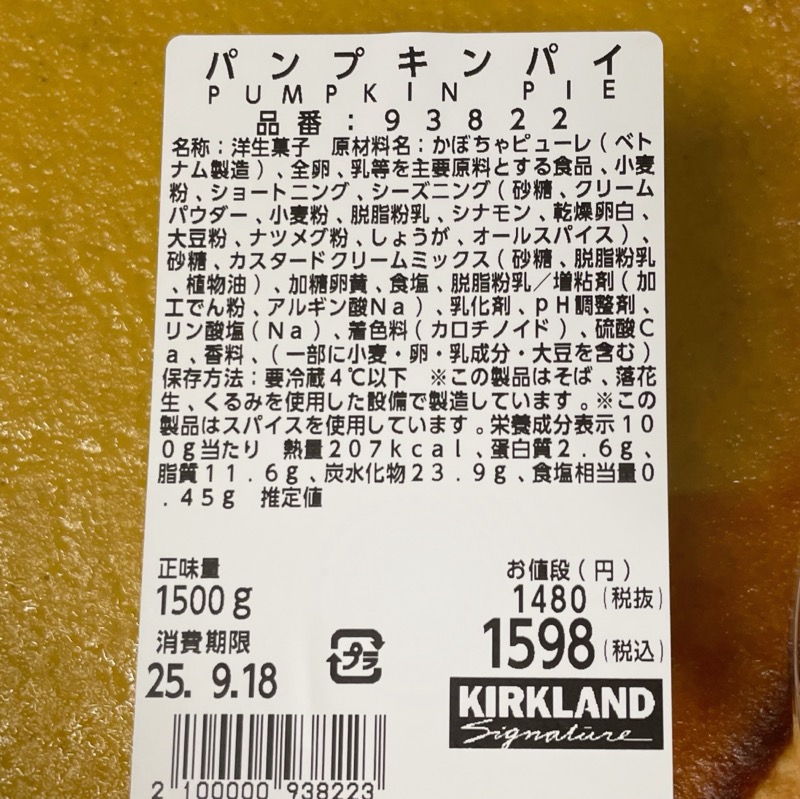 パンプキンパイ
PUMPKIN PIE
品番:93822
名称:洋生菓子 原材料名:かぼちゃピューレ(ベト
ナム製造)、全卵、乳等を主要原料とする食品、小麦
粉、ショートニング、シーズニング(砂糖、クリーム
パウダー、小麦粉、脱脂粉乳、シナモン、乾燥卵白、
大豆粉、ナツメグ粉、しょうが、オールスパイス)、
砂糖、カスタードクリームミックス(砂糖、脱脂粉乳
、植物油)、加糖卵黄、食塩、脱脂粉乳/増粘剤(加
工でん粉、アルギン酸Na)、乳化剤、pH調整剤、
リン酸塩(Na)、着色料(カロチノイド)、硫酸C
a、香料、(一部に小麦・卵・乳成分・大豆を含む)
保存方法:要冷蔵4℃以下 ※この製品はそば、落花
生、くるみを使用した設備で製造しています。※この
製品はスパイスを使用しています。栄養成分表示10
0g当たり 熱量207kcal、蛋白質2.6g、
脂質11.6g、炭水化物23.9g、食塩相当量0
.45g 推定値
正味量 お値段(円)
1500g 1480(税抜)
消費期限 1598(税込)
25. 9.18 プラ
KIRKLAND
Signature
2 100000 938223